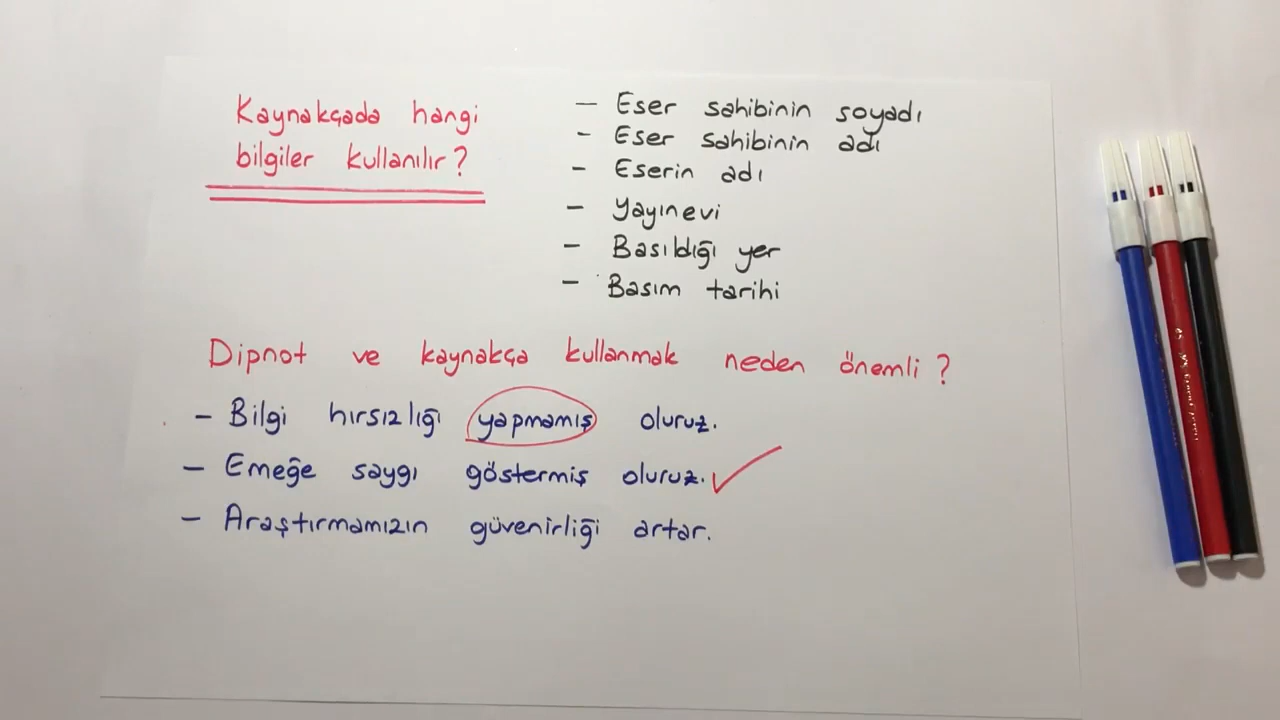 Kaynakçada hangi
bilgiler kullanılır?
- Eser sahibinin soyadı
- Eser sahibinin adı
- Eserin adı
- Yayınevi
- Basıldığı yer
- Basım tarihi
Dipnot ve kaynakça kullanmak neden önemli?
- Bilgi hırsızlığı yapmamış oluruz.
- Emeğe saygı göstermiş oluruz.
- Araştırmamızın güvenirliği artar.